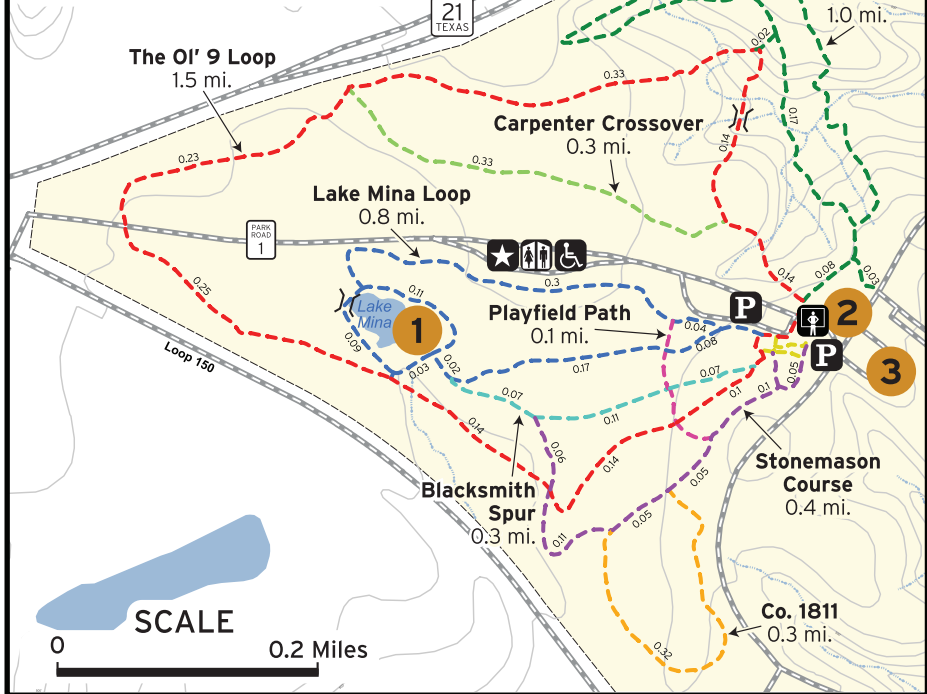 21
TEXAS
1.0 mi.
The Ol' 9 Loop
1.5 mi.
0.02
0.33
0.17
Carpenter Crossover
0.3 mi.
0.14
0.23
0.33
Lake Mina Loop
0.8 mi.
PARK
ROAD
1
0.14
0.08
0.03
0.25
0.3
0.11
Lake
Mina
1
Playfield Path
0.1 mi.
P
2
0.04
0.08
P
3
Loop 150
0.09
0.03
0.02
0.17
0.07
0.05
0.07
0.11
0.1
0.1
0.14
0.06
0.14
Stonemason
Course
0.4 mi.
Blacksmith
Spur
0.3 mi.
0.05
0.05
0.11
Co. 1811
0.3 mi.
0.32
SCALE
0
0.2 Miles